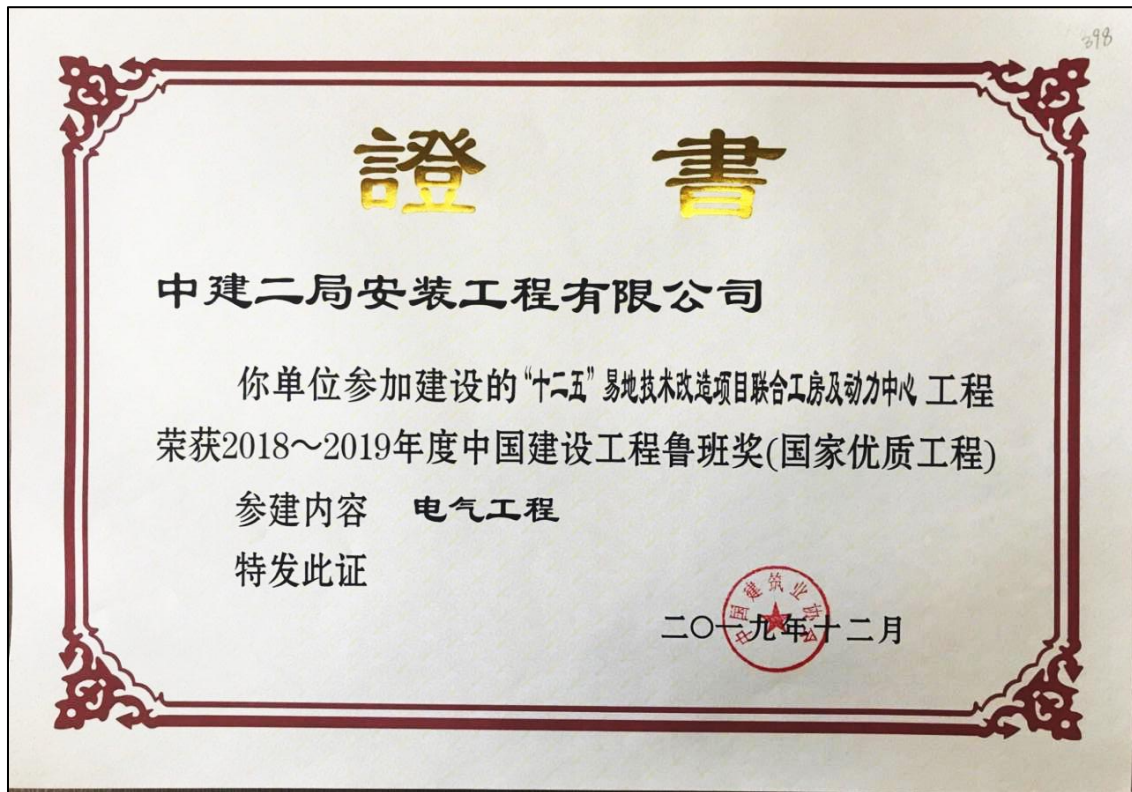 398
證 書
中建二局安装工程有限公司
你单位参加建设的“十二五”易地技术改造项目联合工房及动力中心 工程
荣获2018～2019年度中国建设工程鲁班奖(国家优质工程)
参建内容 电气工程
特发此证
中国建筑业协会
二〇一九年十二月